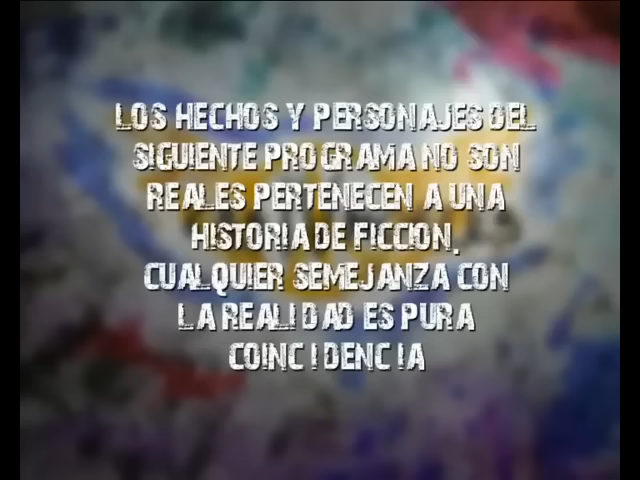 LOS HECHOS Y PERSONAJES DEL
SIGUIENTE PROGRAMA NO SON
REALES PERTENECEN A UNA
HISTORIA DE FICCION.
CUALQUIER SEMEJANZA CON
LA REALIDAD ES PURA
COINCIDENCIA